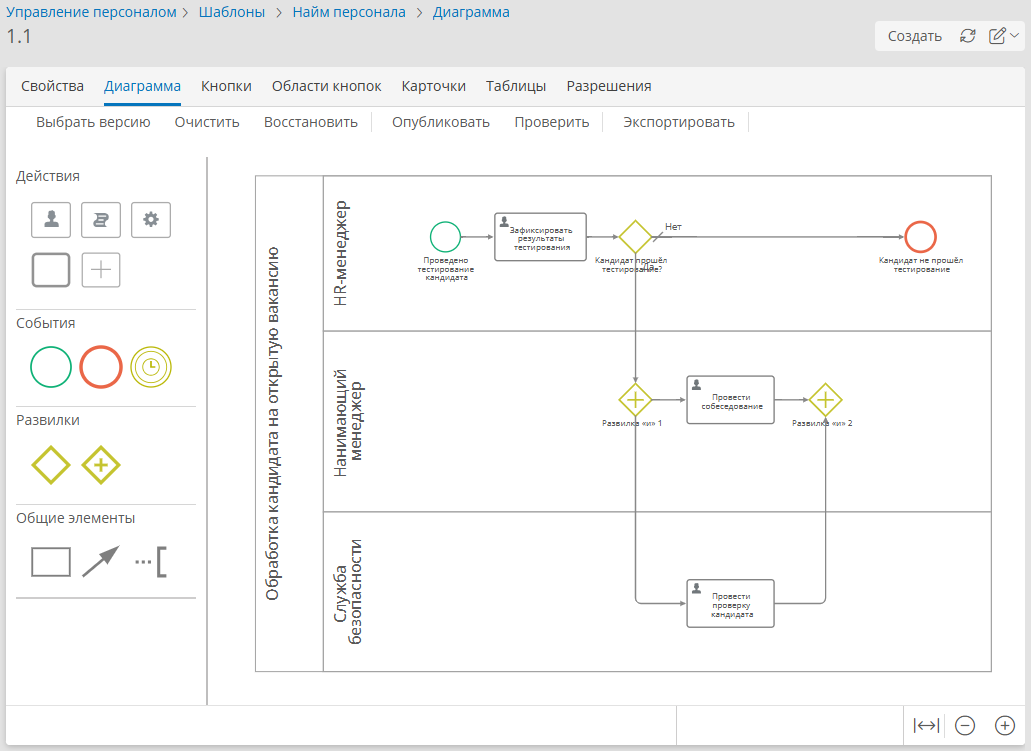 Управление персоналом > Шаблоны > Найм персонала > Диаграмма
1.1
Создать
Свойства Диаграмма Кнопки Области кнопок Карточки Таблицы Разрешения
Выбрать версию Очистить Восстановить Опубликовать Проверить Экспортировать
Действия
События
Развилки
Общие элементы
Обработка кандидата на открытую вакансию
HR-менеджер
Проведено
тестирование
кандидата
Зафиксировать
результаты
тестирования
Кандидат прошёл
тестирование?
Нет
Да
Кандидат не прошёл
тестирование
Нанимающий
менеджер
Развилка «и» 1
Провести
собеседование
Развилка «и» 2
Служба
безопасности
Провести
проверку
кандидата